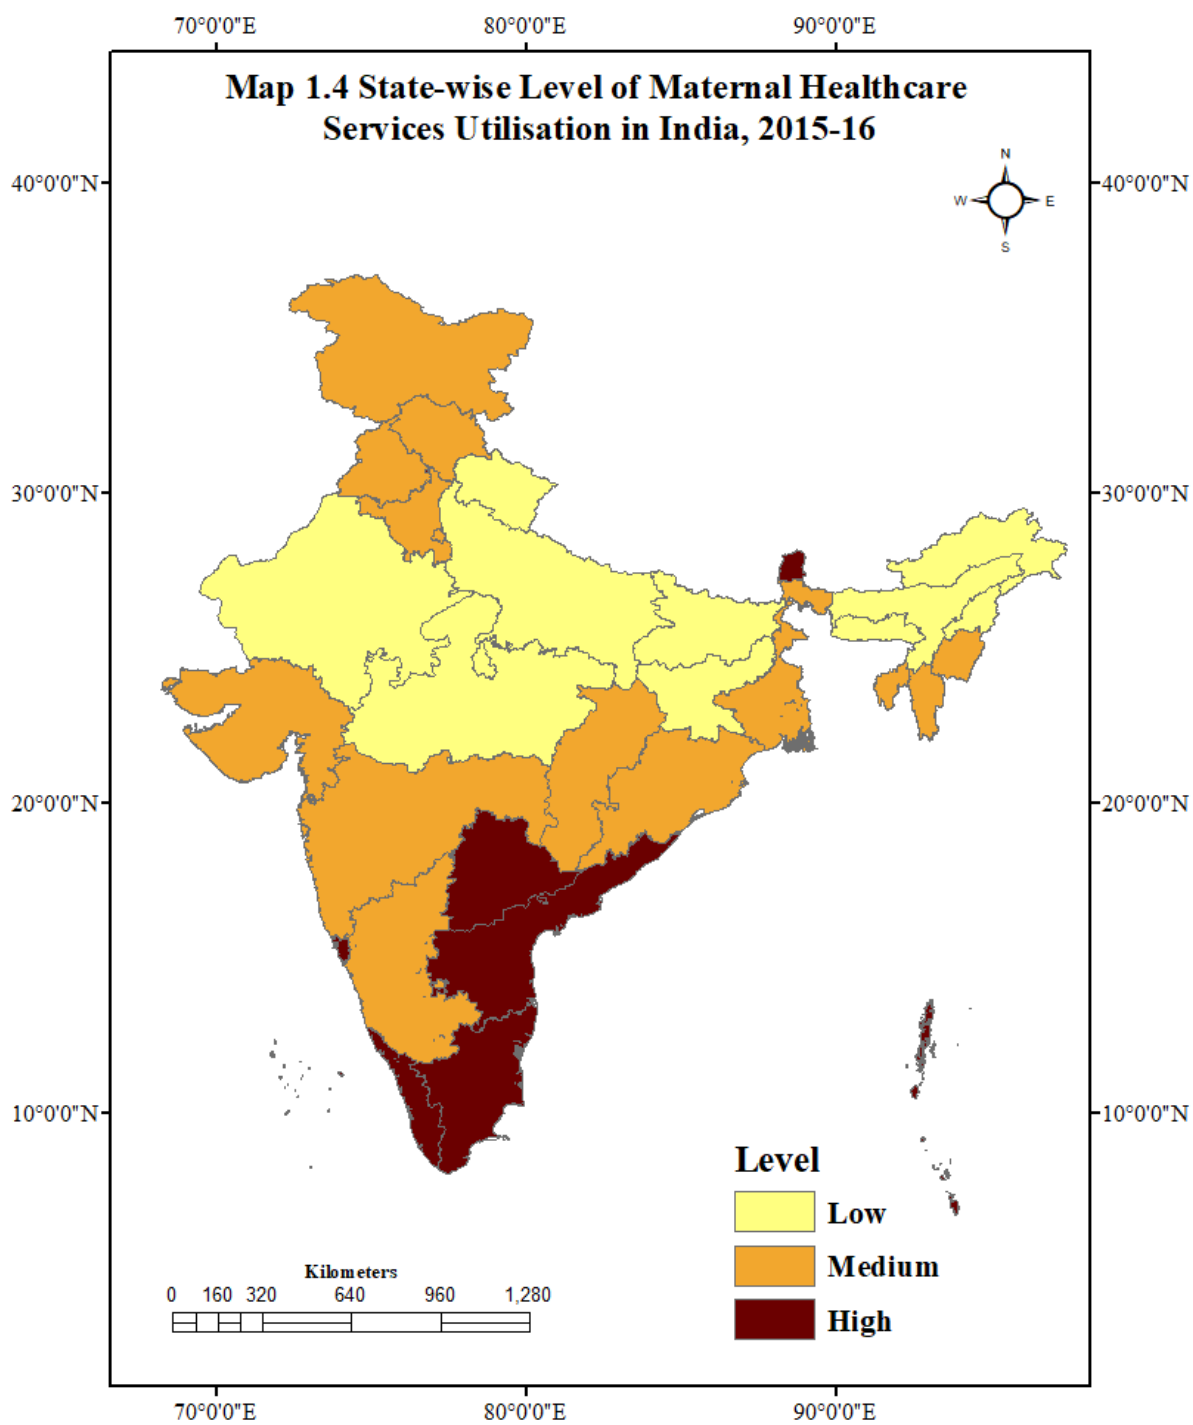 70°0'0"E 80°0'0"E 90°0'0"E
Map 1.4 State-wise Level of Maternal Healthcare
Services Utilisation in India, 2015-16
N
W E
S
40°0'0"N 40°0'0"N
30°0'0"N 30°0'0"N
20°0'0"N 20°0'0"N
10°0'0"N 10°0'0"N
Level
Low
Medium
High
Kilometers
0 160 320 640 960 1,280
70°0'0"E 80°0'0"E 90°0'0"E